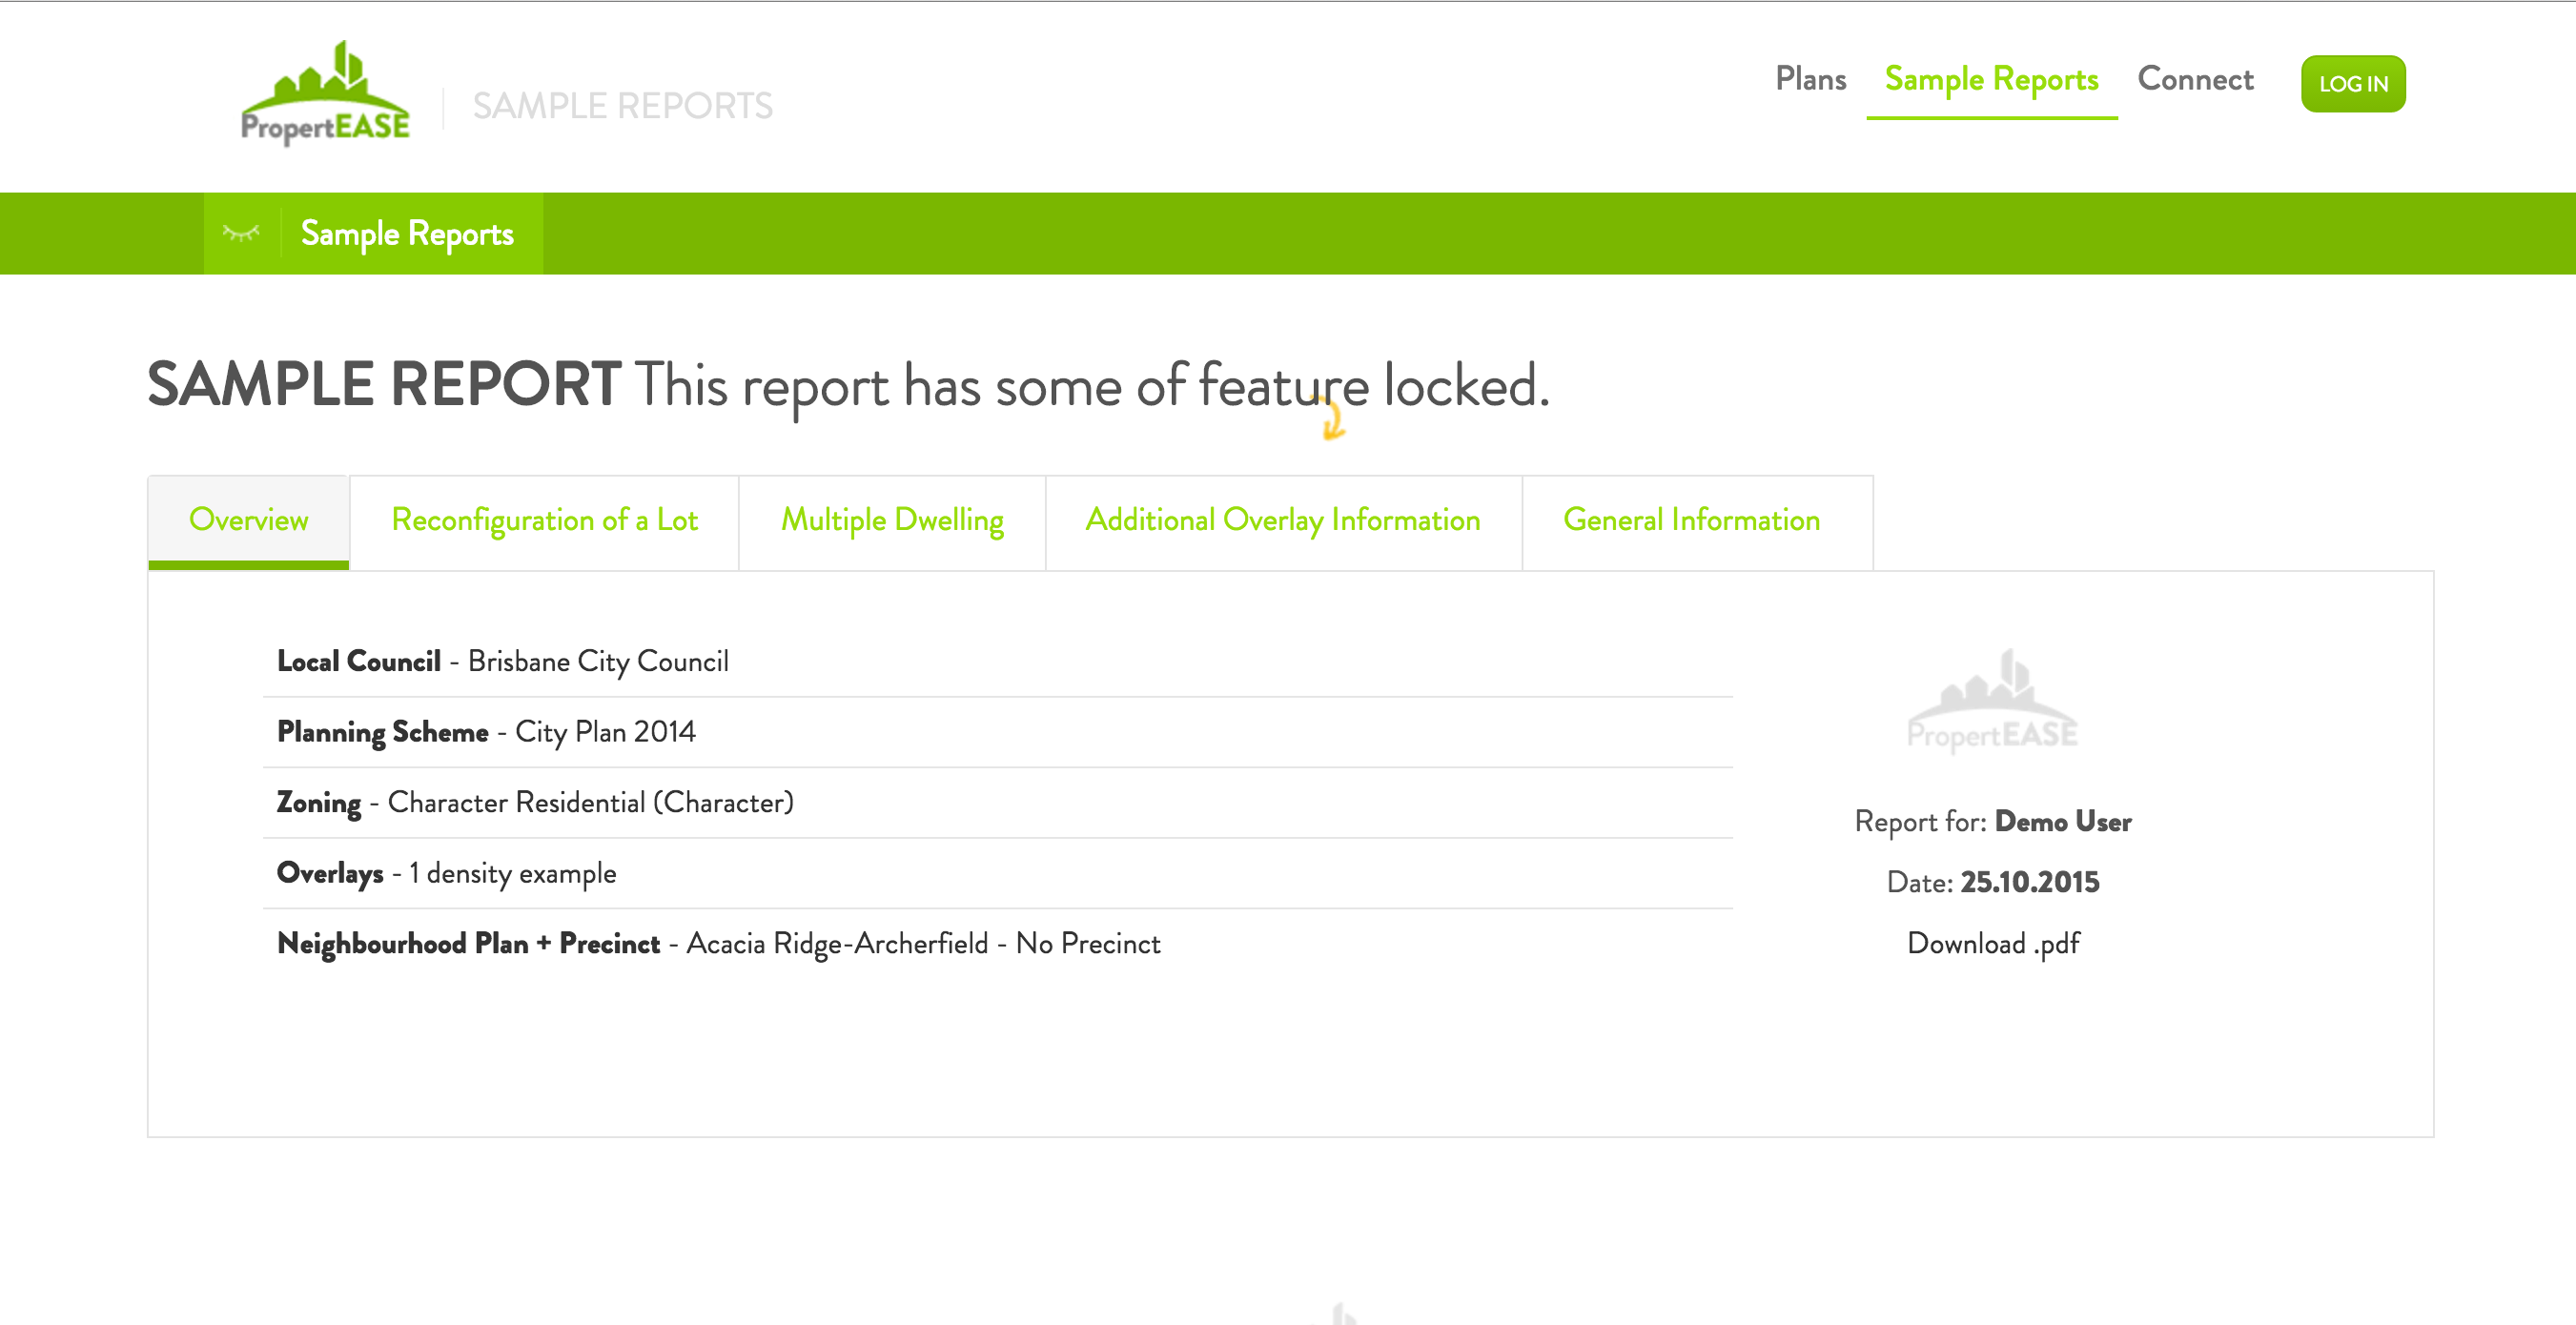 PropertEASE
SAMPLE REPORTS
Plans
Sample Reports
Connect
LOG IN
Sample Reports
SAMPLE REPORT This report has some of feature locked.
Overview
Reconfiguration of a Lot
Multiple Dwelling
Additional Overlay Information
General Information
Local Council - Brisbane City Council
Planning Scheme - City Plan 2014
Zoning - Character Residential (Character)
Overlays - 1 density example
Neighbourhood Plan + Precinct - Acacia Ridge-Archerfield - No Precinct
PropertEASE
Report for: Demo User
Date: 25.10.2015
Download .pdf